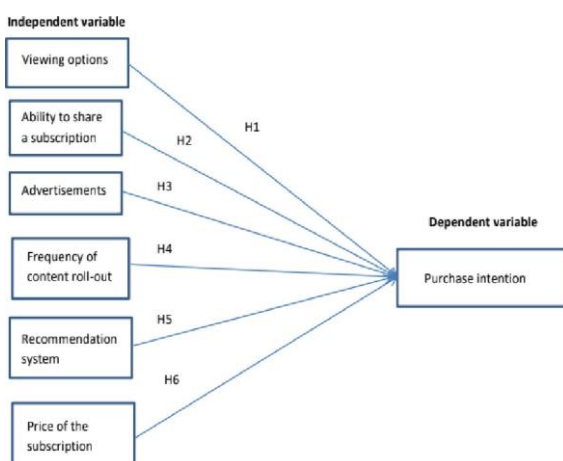 Independent variable
Viewing options
H1
Ability to share
a subscription
H2
Advertisements
H3
Dependent variable
Frequency of
content roll-out
H4
Purchase intention
Recommendation
system
H5
H6
Price of the
subscription